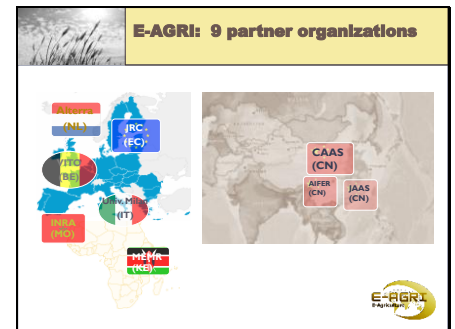 E-AGRI: 9 partner organizations
Alterra
(NL)
JRC
(EC)
VITO
(BE)
Univ. Milan
(IT)
INRA
(MO)
MEMR
(KE)
CAAS
(CN)
AIFER
(CN)
JAAS
(CN)
E-AGRI
E-Agriculture